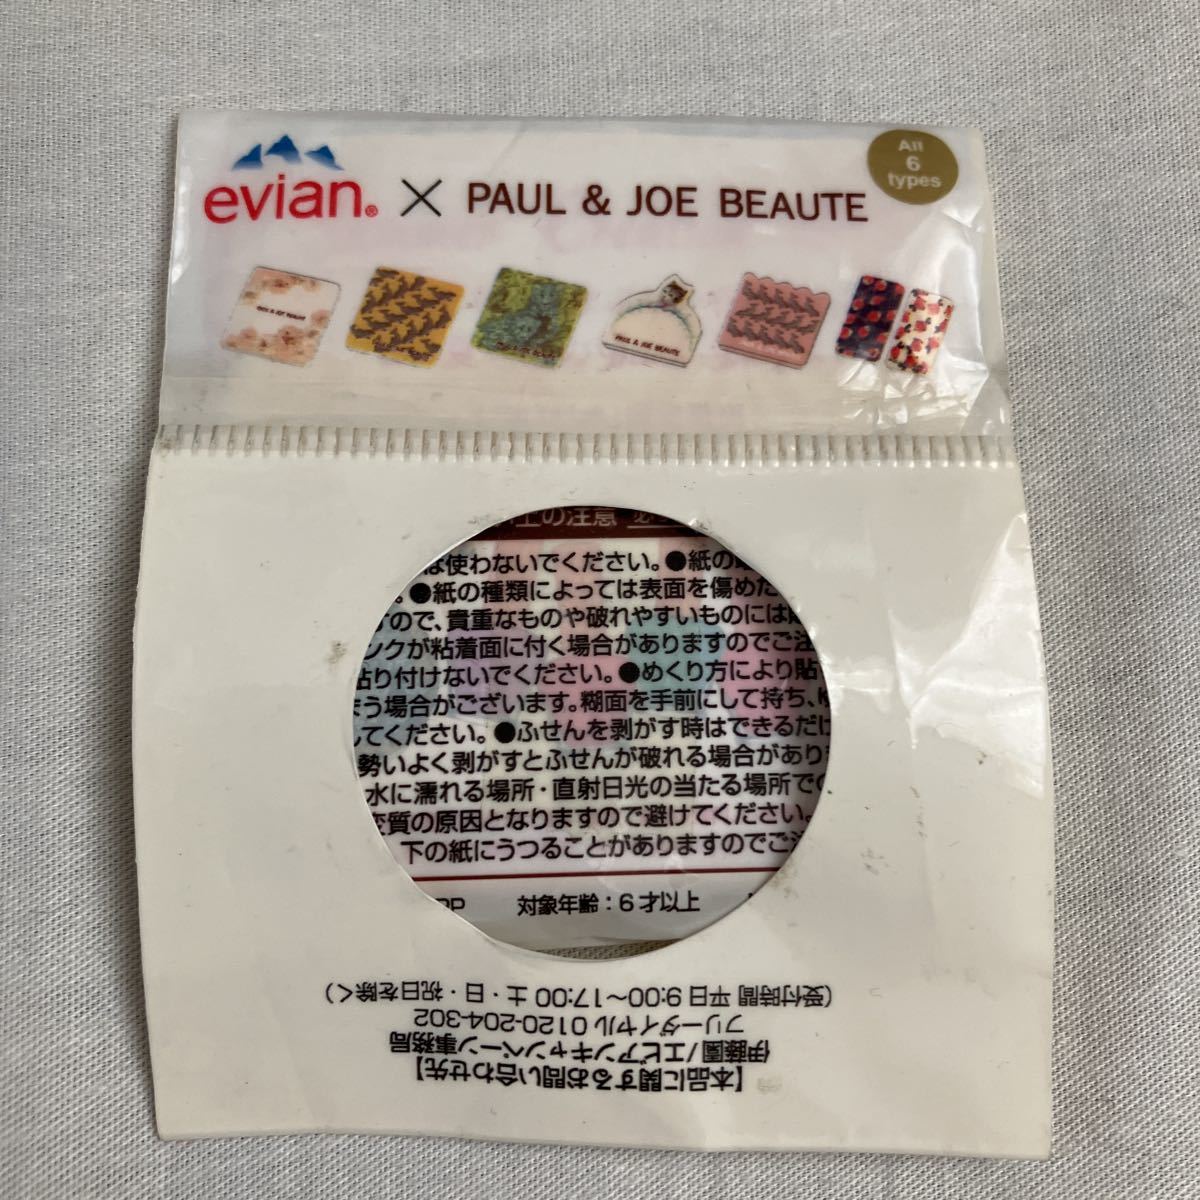 evian® × PAUL & JOE BEAUTE
All
6
types
PAUL & JOE BEAUTE
PAUL & JOE BEAUTE
上の注意
は使わないでください。●紙の
●紙の種類によっては表面を傷めた
すので、貴重なものや破れやすいものには
ンクが粘着面に付く場合がありますのでご注
貼り付けないでください。●めくり方により貼
まう場合がございます。糊面を手前にして持ち、ゆ
してください。●ふせんを剥がす時はできるだけ
勢いよく剥がすとふせんが破れる場合があり
水に濡れる場所・直射日光の当たる場所での
変質の原因となりますので避けてください。
下の紙にうつることがありますのでご注
PP 対象年齢：6才以上
【本品に関するお問い合わせ先】
伊藤園/エビアンキャンペーン事務局
フリーダイヤル 0120-204-302
(受付時間 平日9:00～17:00 土・日・祝日を除く)